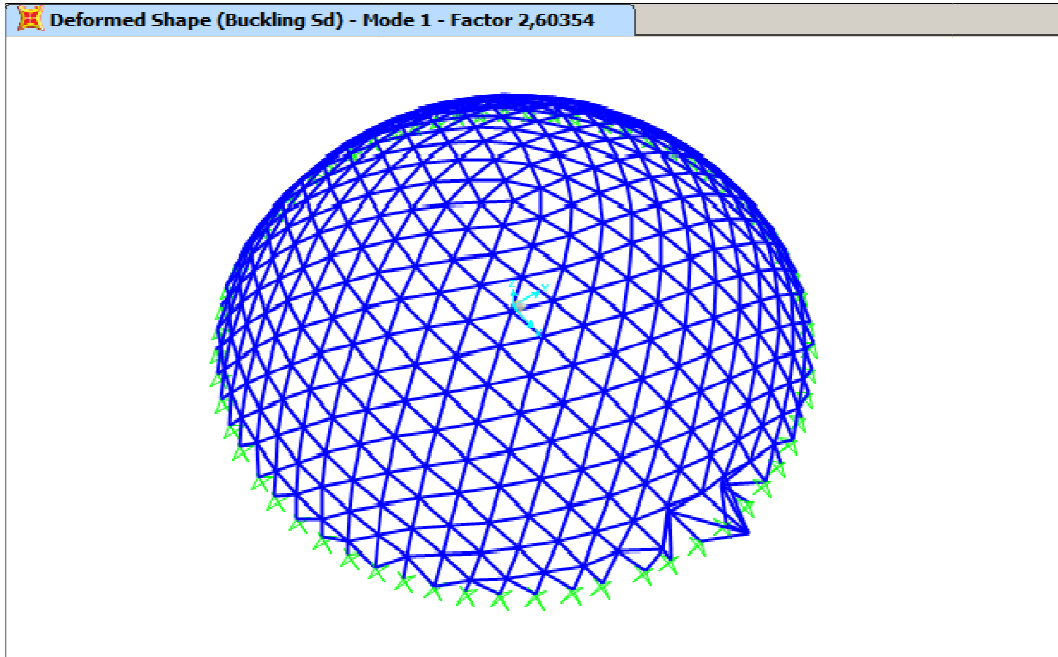 Deformed Shape (Buckling Sd) - Mode 1 - Factor 2,60354